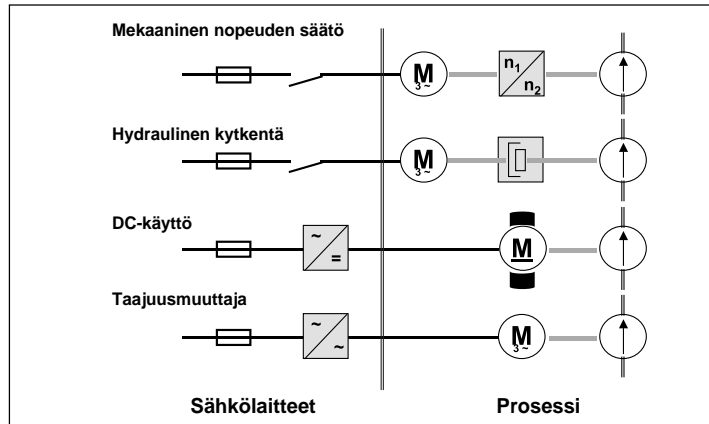 Mekaaninen nopeuden säätö
M
3 ~
n1
n2
Hydraulinen kytkentä
M
3 ~
DC-käyttö
~
=
M
Taajuusmuuttaja
~
~
M
3 ~
Sähkölaitteet
Prosessi